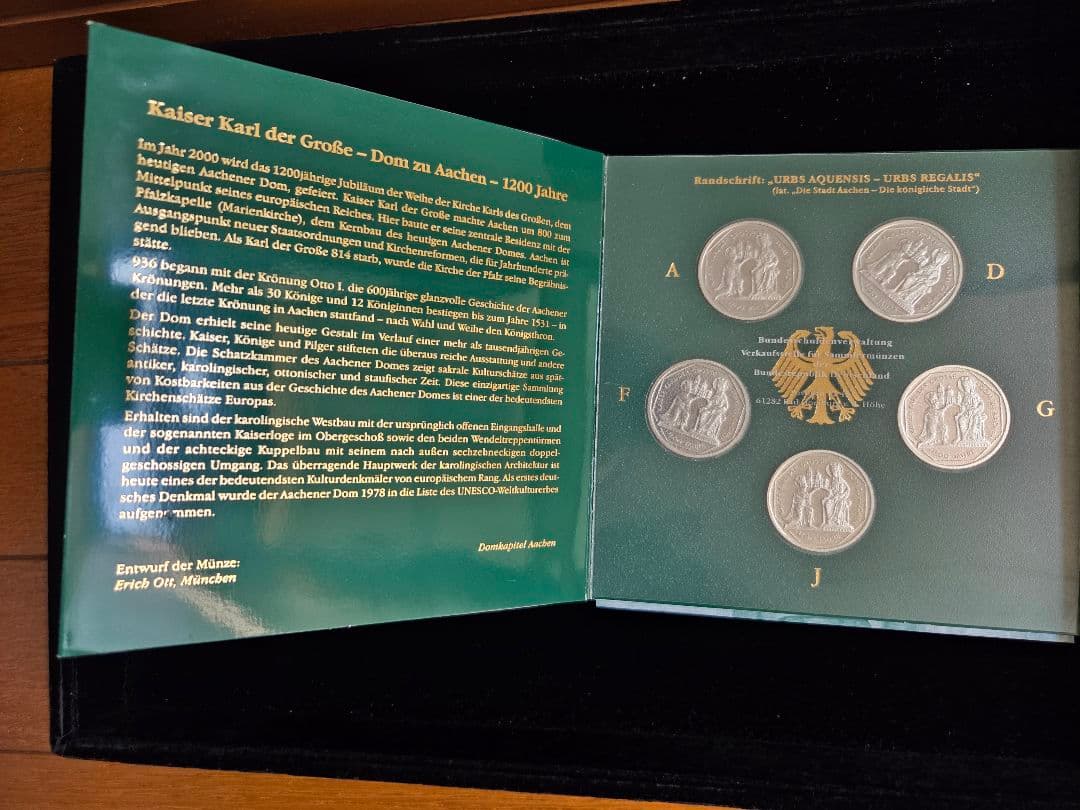 Kaiser Karl der Große – Dom zu Aachen – 1200 Jahre
Im Jahr 2000 wird das 1200jährige Jubiläum der Weihe der Kirche Karls des Großen, dem
heutigen Aachener Dom, gefeiert. Kaiser Karl der Große machte Aachen um 800 zum
Mittelpunkt seines europäischen Reiches. Hier baute er seine zentrale Residenz mit der
Pfalzkapelle (Marienkirche), dem Kernbau des heutigen Aachener Domes. Aachen ist
Ausgangspunkt neuer Staatsordnungen und Kirchenreformen, die für Jahrhunderte prä-
gend blieben. Als Karl der Große 814 starb, wurde die Kirche der Pfalz seine Begräbnis-
stätte.
936 begann mit der Krönung Otto I. die 600jährige glanzvolle Geschichte der Aachener
Krönungen. Mehr als 30 Könige und 12 Königinnen bestiegen bis zum Jahre 1531 – in
der die letzte Krönung in Aachen stattfand – nach Wahl und Weihe den Königsthron.
Der Dom erhielt seine heutige Gestalt im Verlauf einer mehr als tausendjährigen Ge-
schichte. Kaiser, Könige und Pilger stifteten die überaus reiche Ausstattung und andere
Schätze. Die Schatzkammer des Aachener Domes zeigt sakrale Kulturschätze aus spät-
antiker, karolingischer, ottonischer und staufischer Zeit. Diese einzigartige Sammlung
von Kostbarkeiten aus der Geschichte des Aachener Domes ist einer der bedeutendsten
Kirchenschätze Europas.
Erhalten sind der karolingische Westbau mit der ursprünglich offenen Eingangshalle und
der sogenannten Kaiserloge im Obergeschoß sowie den beiden Wendeltreppentürmen
und der achteckige Kuppelbau mit seinem nach außen sechzehneckigen doppel-
geschossigen Umgang. Das überragende Hauptwerk der karolingischen Architektur ist
heute eines der bedeutendsten Kulturdenkmäler von europäischem Rang. Als erstes deut-
sches Denkmal wurde der Aachener Dom 1978 in die Liste des UNESCO-Weltkulturerbes
aufgenommen.
Domkapitel Aachen
Entwurf der Münze:
Erich Ott, München
Randschrift: „URBS AQUENSIS – URBS REGALIS“
(lat. „Die Stadt Aachen – Die königliche Stadt“)
A
D
Bundesschuldenverwaltung
Verkaufsstelle für Sammlermünzen
der
Bundesrepublik Deutschland
61282 Bad Homburg v.d. Höhe
F
G
J